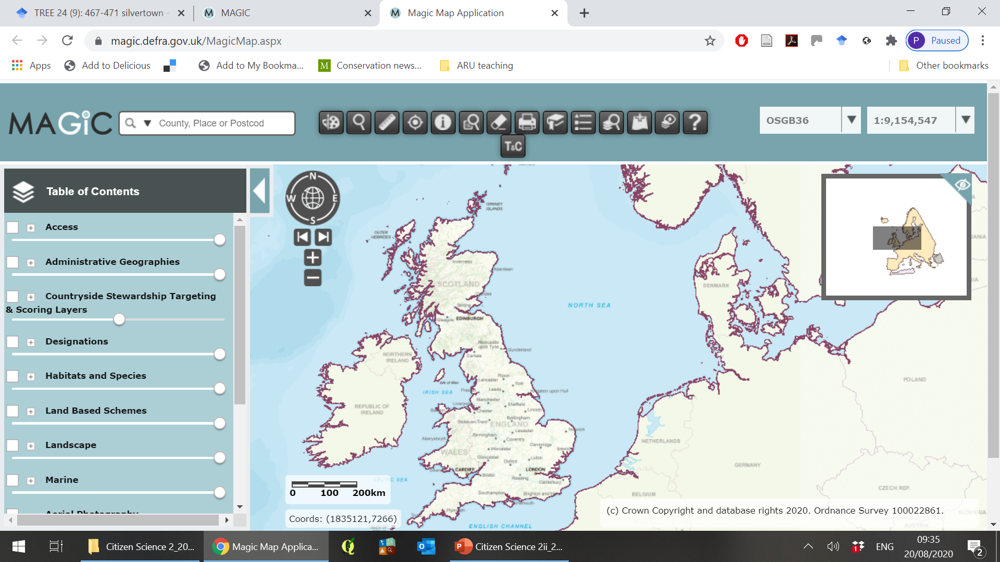 TREE 24 (9): 467-471 silvertown -
MAGIC
Magic Map Application
magic.defra.gov.uk/MagicMap.aspx
P Paused
Apps
Add to Delicious
Add to My Bookma...
M Conservation news...
ARU teaching
Other bookmarks
MAGiC
County, Place or Postcod
T&C
OSGB36
1:9,154,547
Table of Contents
Access
Administrative Geographies
Countryside Stewardship Targeting
& Scoring Layers
Designations
Habitats and Species
Land Based Schemes
Landscape
Marine
Aerial Photography
N
W E
S
ORKNEY
ISLANDS
OUTER
HEBRIDES
Inverness
Aberdeen
SCOTLAND
Dundee
Stirling
Glasgow
EDINBURGH
NORTH SEA
DENMARK
Newcastle
upon Tyne
Sunderland
Carlisle
NORTHERN
IRELAND
Isle of Man
IRISH SEA
Ripon
Lancaster
York
Leeds
Kingston upon Hull
Manchester
Liverpool
Sheffield
Chester
Lincoln
REPUBLIC OF
IRELAND
Stoke-on-Trent
Nottingham
ENGLAND
Leicester
Norwich
Birmingham
Aberystwyth
Coventry
Worcester
Cambridge
Ipswich
WALES
Gloucester
Luton
Oxford
CARDIFF
LONDON
Bristol
Reading
Canterbury
Southampton
Brighton and
Plymouth
CELTIC SEA
ENGLISH CHANNEL
NETHERLANDS
BELGIUM
GERMANY
POLAND
CZECH REP.
AUSTRIA
0 100 200km
Coords: (1835121,7266)
(c) Crown Copyright and database rights 2020. Ordnance Survey 100022861.
Citizen Science 2_20...
Magic Map Applica...
Citizen Science 2ii_2...
ENG
09:35
20/08/2020
1
2